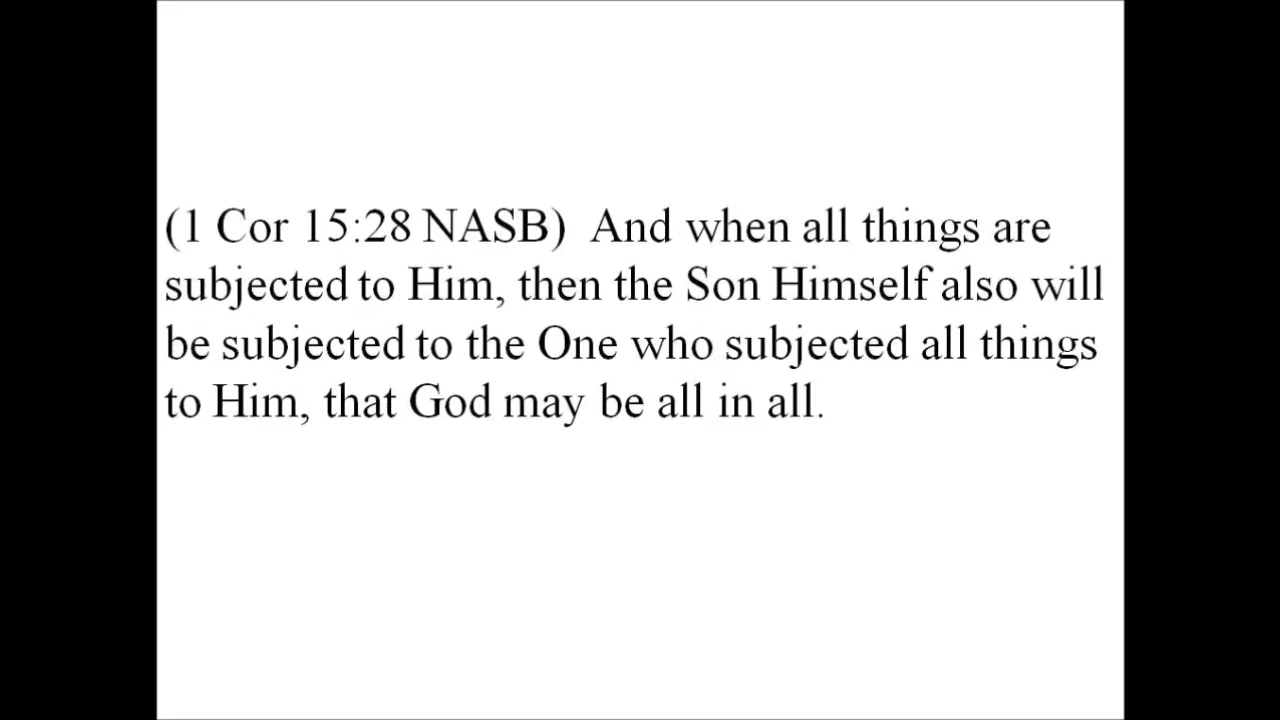 (1 Cor 15:28 NASB)  And when all things are
subjected to Him, then the Son Himself also will
be subjected to the One who subjected all things
to Him, that God may be all in all.